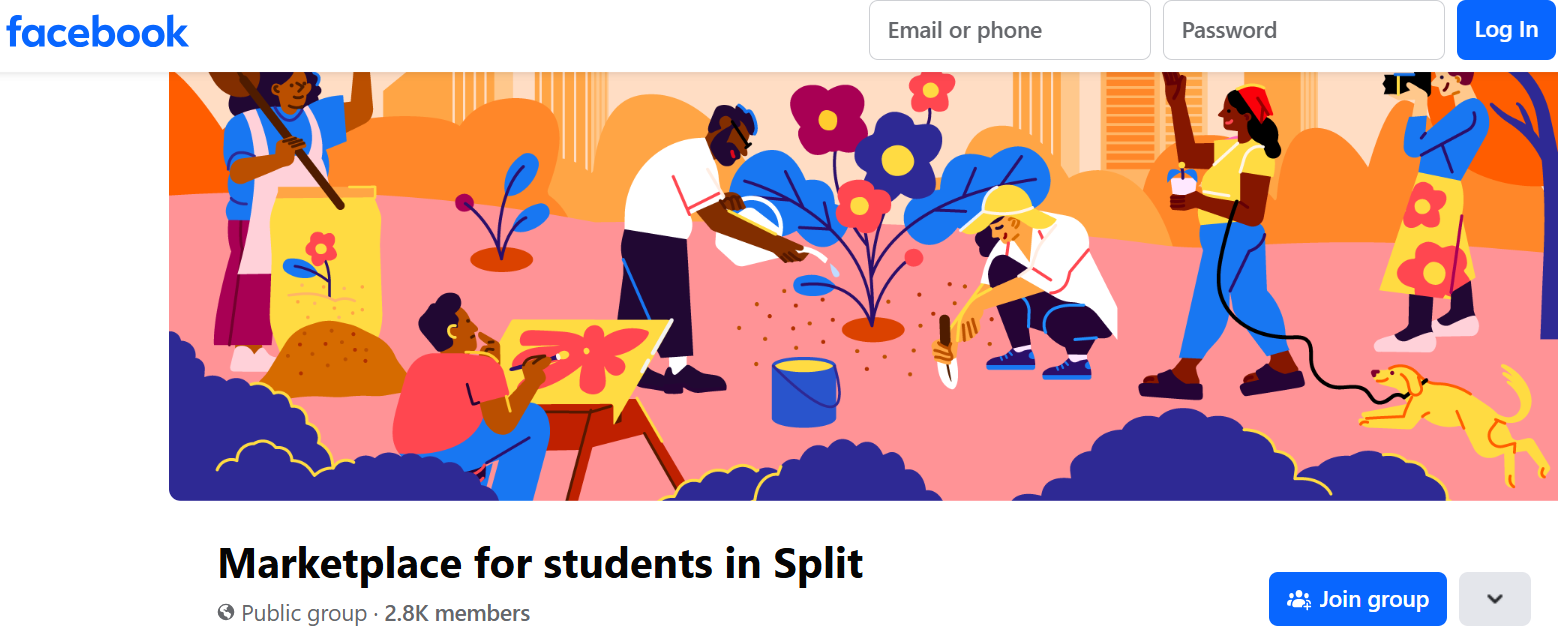 facebook
Email or phone
Password
Log In
Marketplace for students in Split
Public group · 2.8K members
Join group